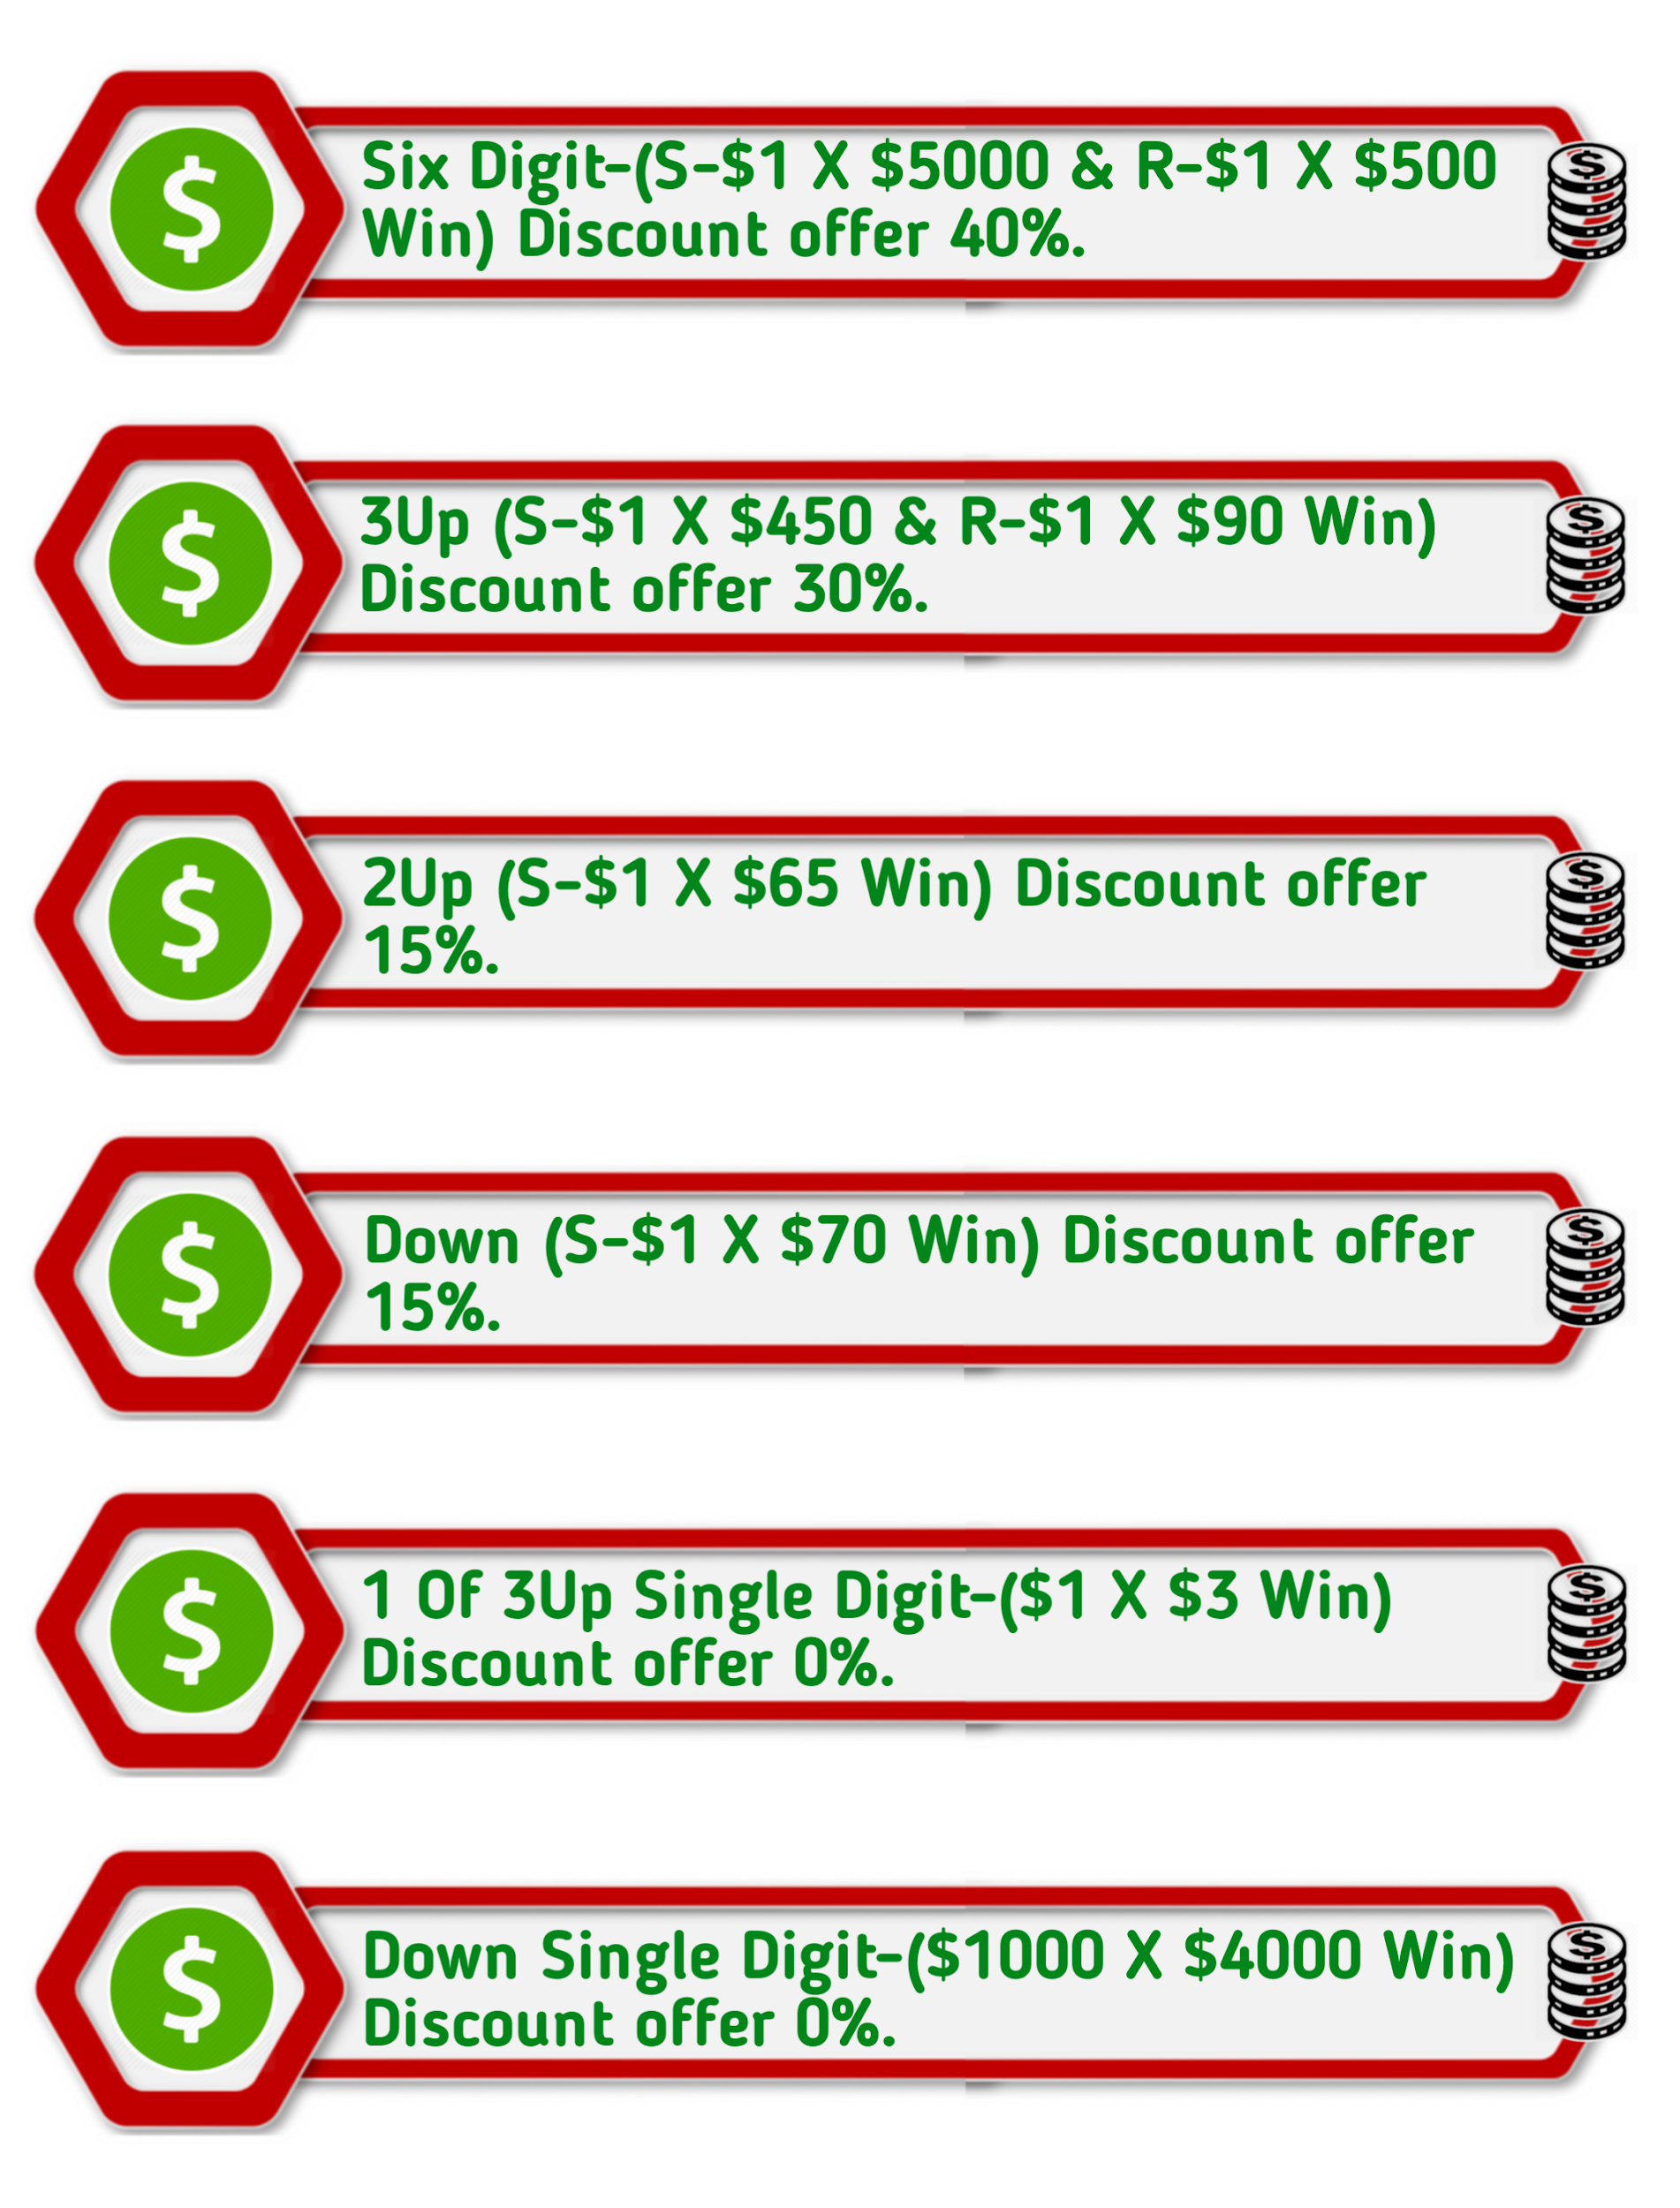 Six Digit-(S-$1 X $5000 & R-$1 X $500
Win) Discount offer 40%.
3Up (S-$1 X $450 & R-$1 X $90 Win)
Discount offer 30%.
2Up (S-$1 X $65 Win) Discount offer
15%.
Down (S-$1 X $70 Win) Discount offer
15%.
1 Of 3Up Single Digit-($1 X $3 Win)
Discount offer 0%.
Down Single Digit-($1000 X $4000 Win)
Discount offer 0%.